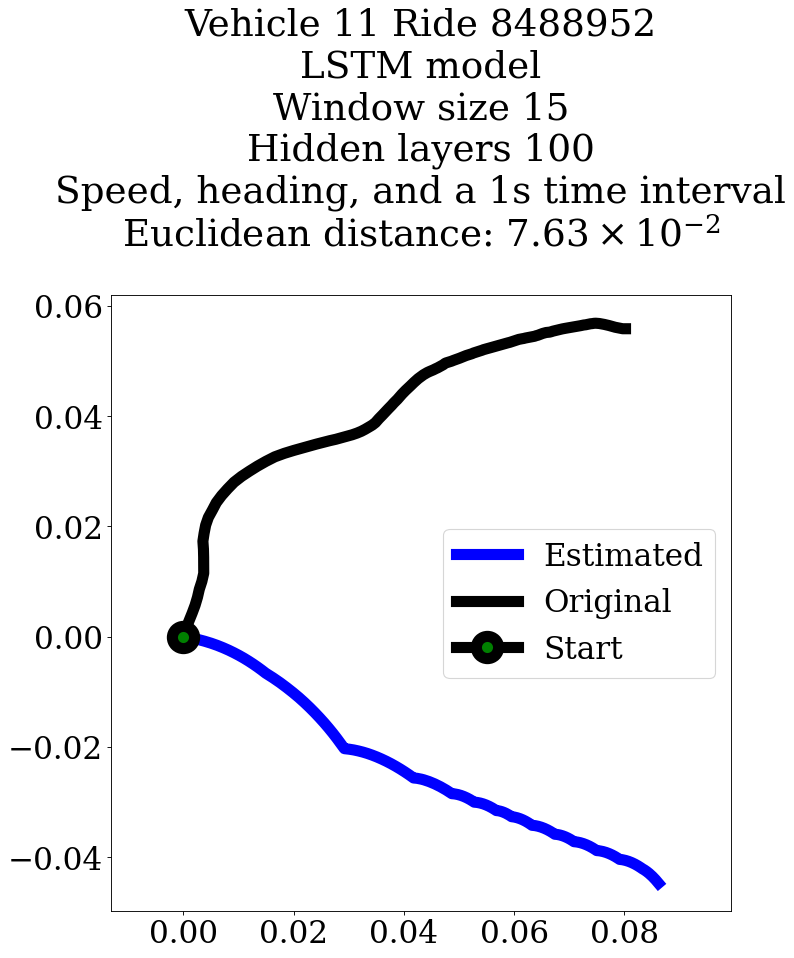 Vehicle 11 Ride 8488952
LSTM model
Window size 15
Hidden layers 100
Speed, heading, and a 1s time interval
Euclidean distance: 7.63 × 10⁻²
0.06
0.04
0.02
0.00
−0.02
−0.04
Estimated
Original
Start
0.00 0.02 0.04 0.06 0.08